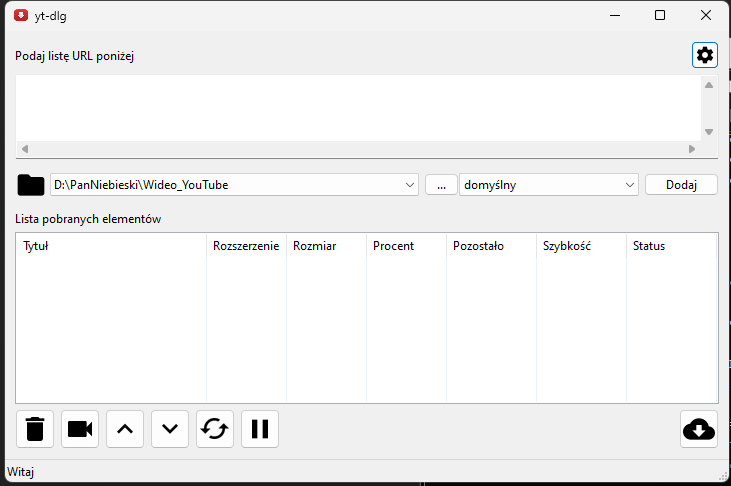 yt-dlg
Podaj listę URL poniżej
D:\PanNiebieski\Wideo_YouTube ... domyślny Dodaj
Lista pobranych elementów
Tytuł Rozszerzenie Rozmiar Procent Pozostało Szybkość Status
Witaj